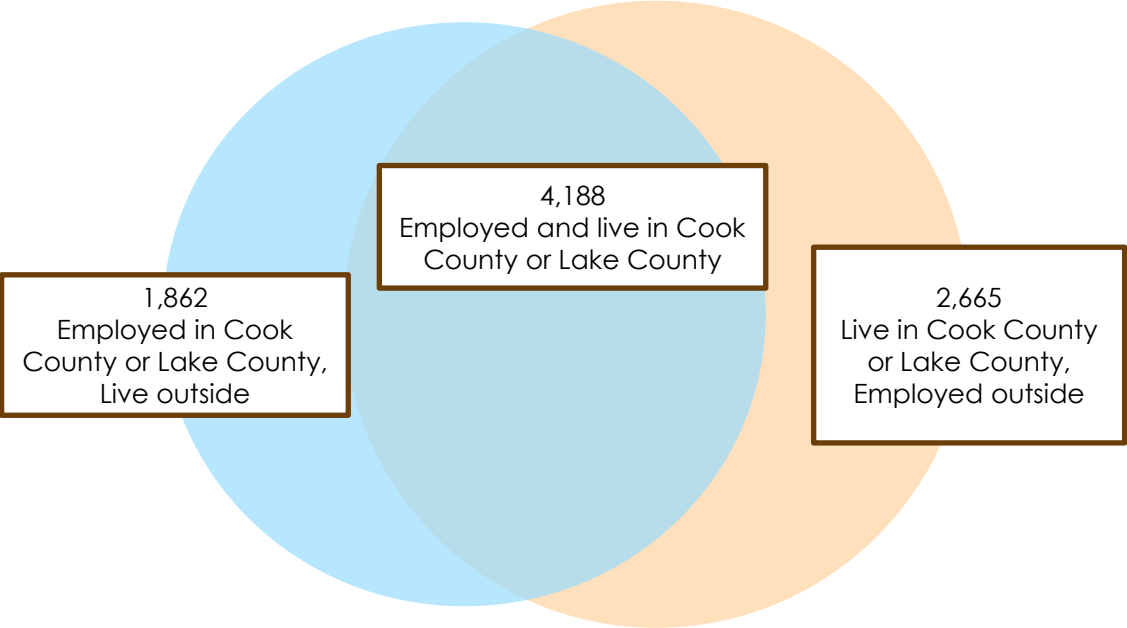 4,188
Employed and live in Cook
County or Lake County
1,862
Employed in Cook
County or Lake County,
Live outside
2,665
Live in Cook County
or Lake County,
Employed outside